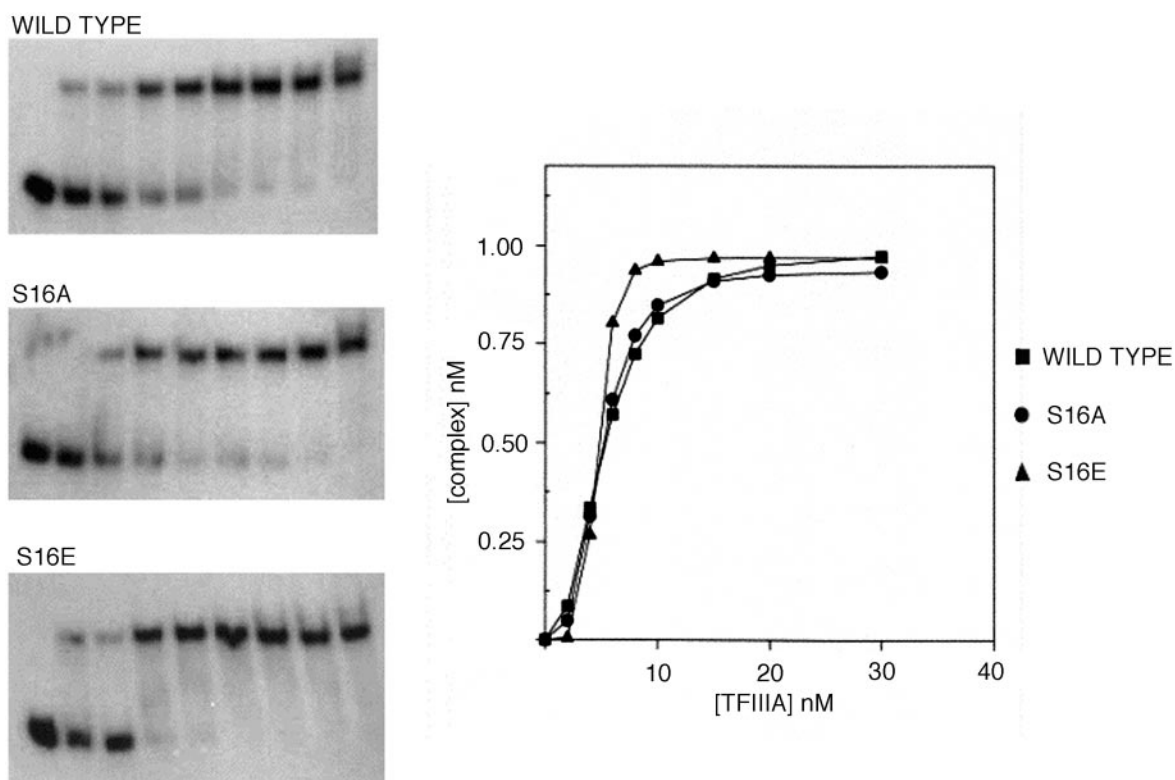 WILD TYPE
S16A
S16E
1.00
0.75
0.50
0.25
[complex] nM
10 20 30 40
[TFIIIA] nM
WILD TYPE
S16A
S16E